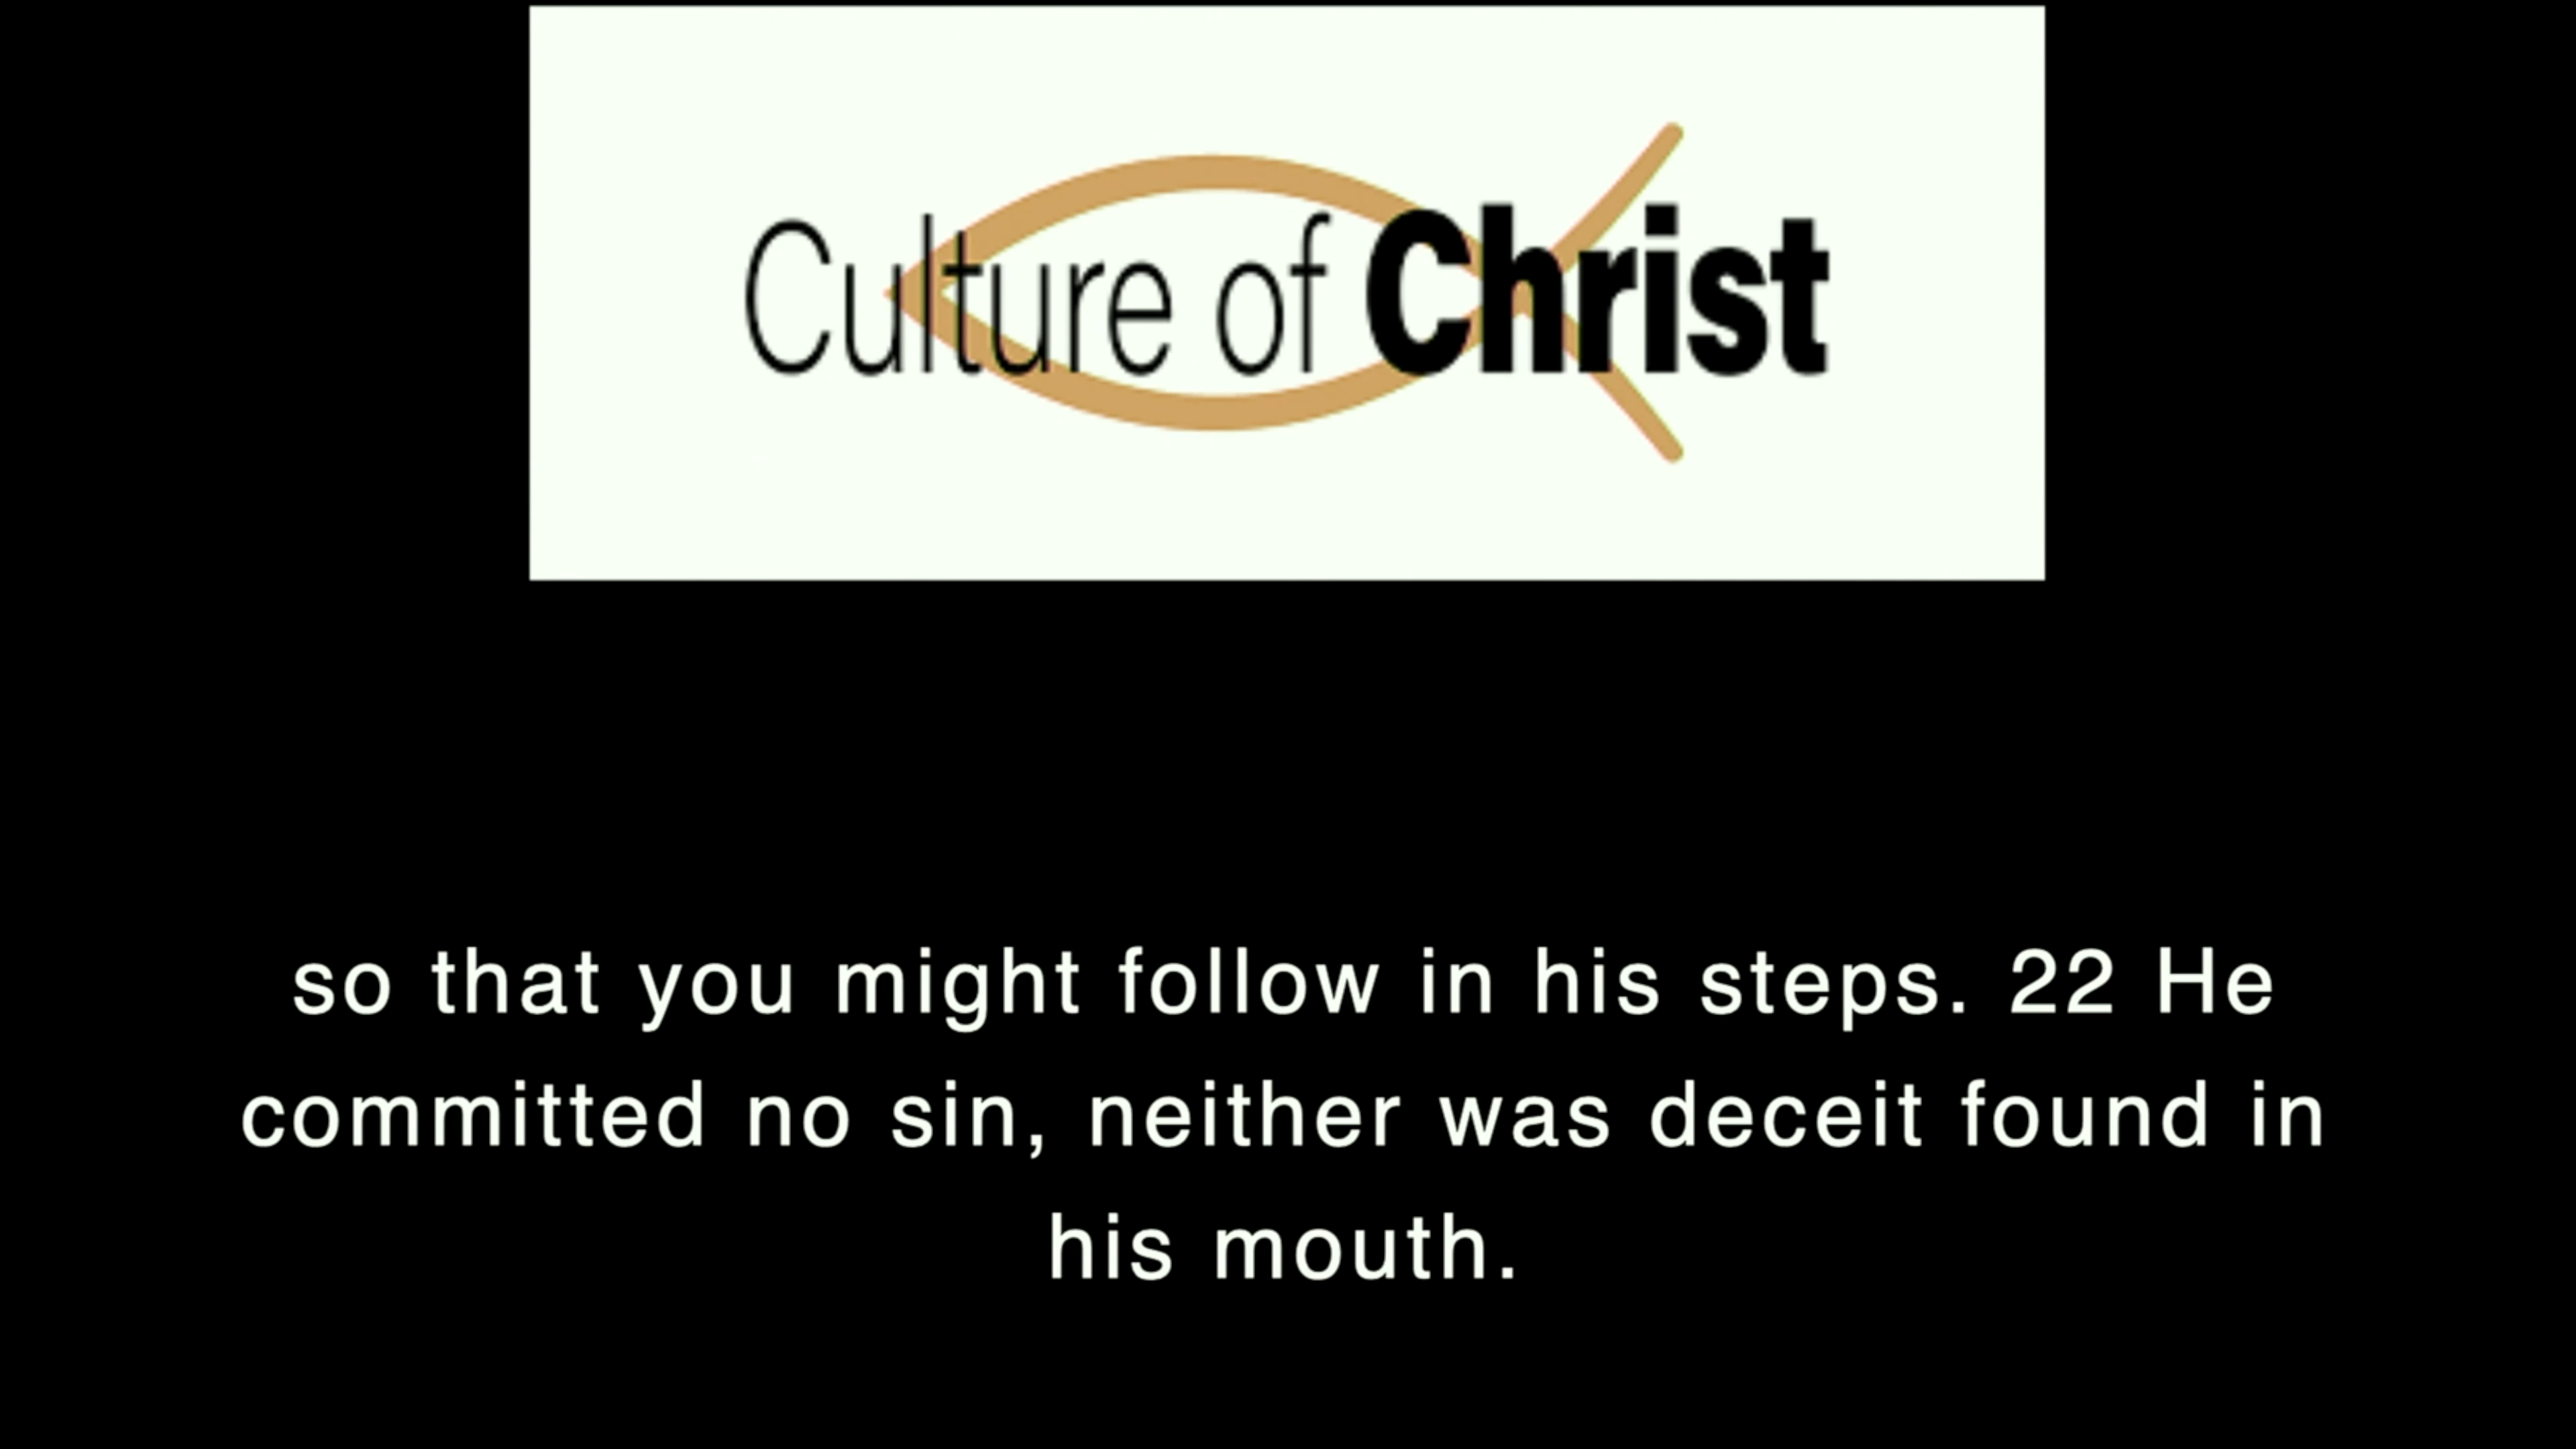 Culture of Christ
so that you might follow in his steps. 22 He
committed no sin, neither was deceit found in
his mouth.